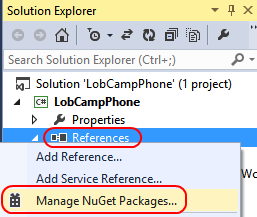 Solution Explorer
Search Solution Explorer (Ctrl+;)
Solution 'LobCampPhone' (1 project)
C# LobCampPhone
Properties
References
Add Reference...
Add Service Reference...
Manage NuGet Packages...